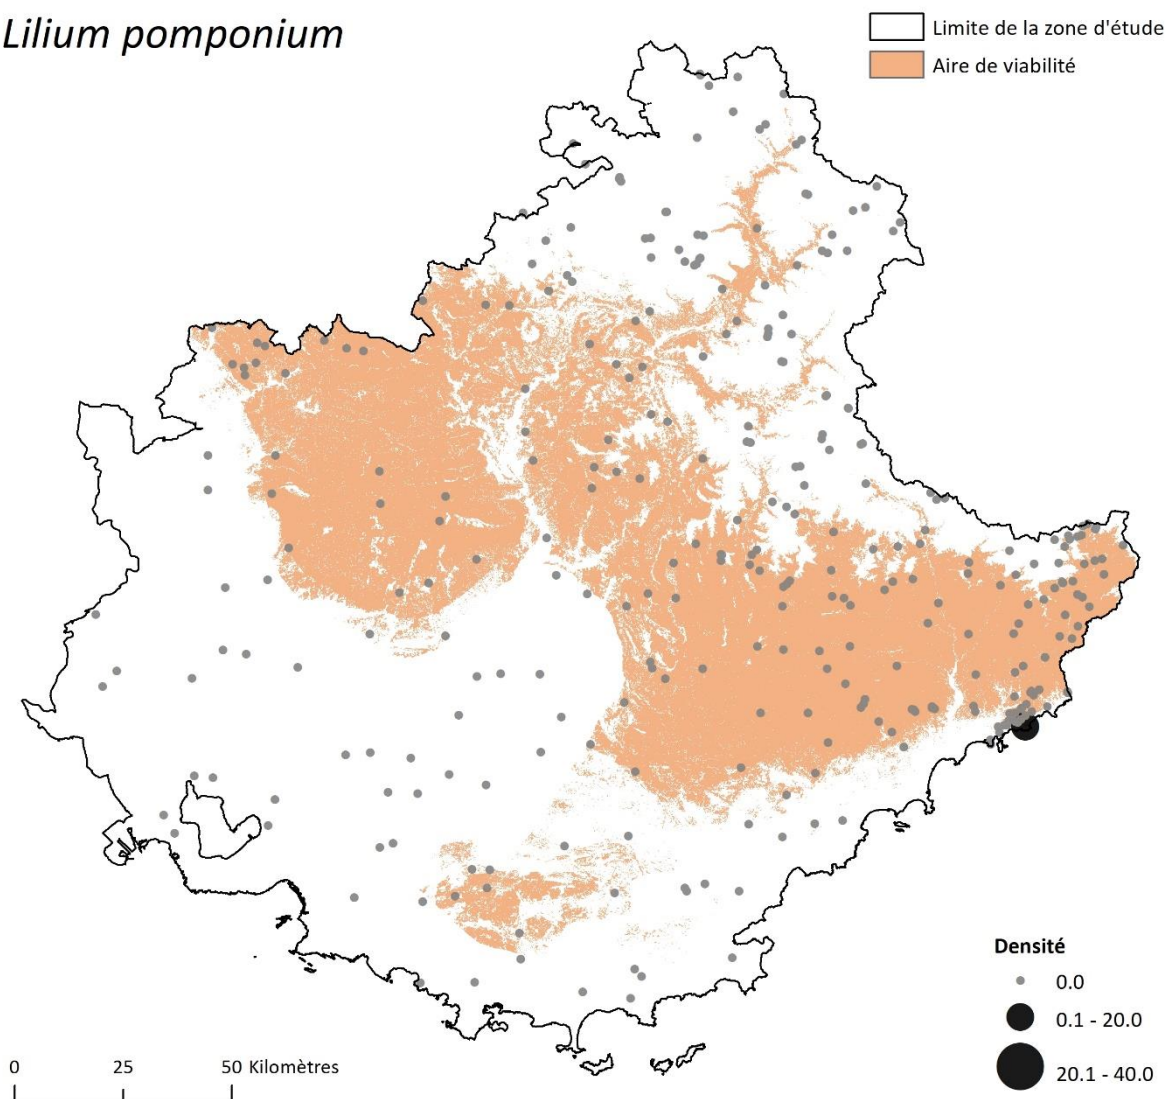 Lilium pomponium
Limite de la zone d'étude
Aire de viabilité
Densité
0.0
0.1 - 20.0
20.1 - 40.0
0 25 50 Kilomètres